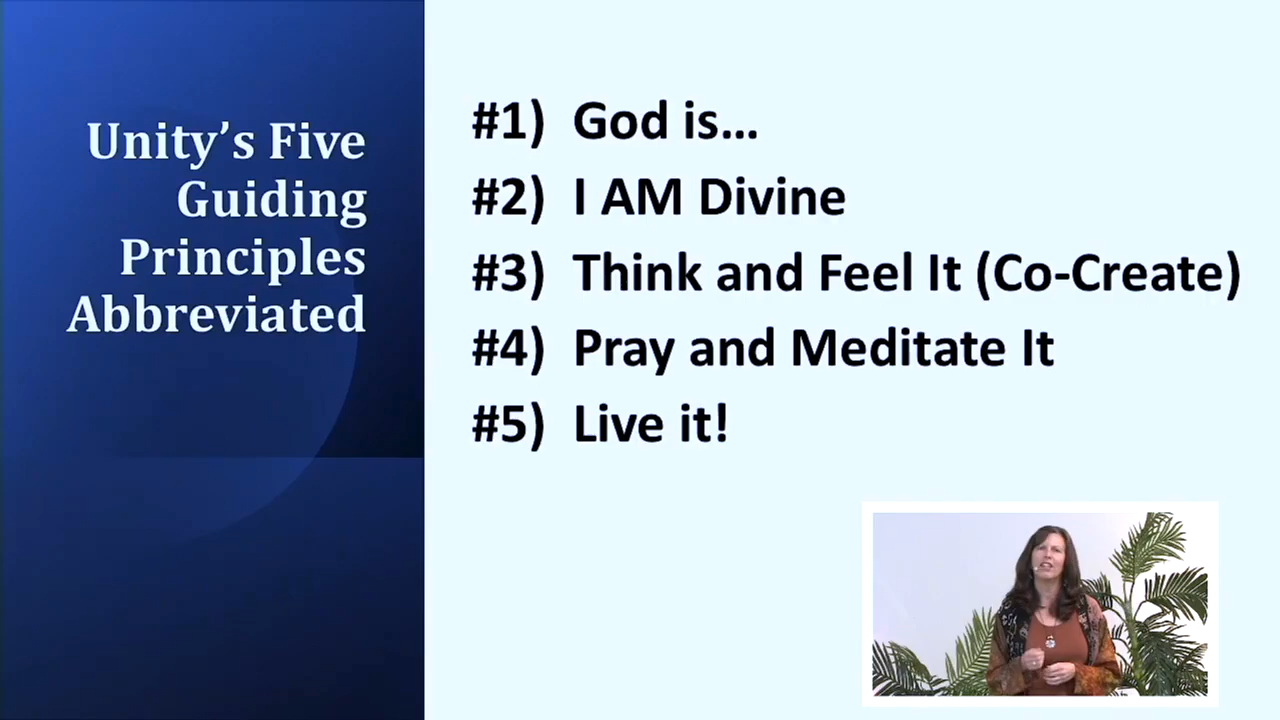 Unity’s Five
Guiding
Principles
Abbreviated
#1) God is…
#2) I AM Divine
#3) Think and Feel It (Co-Create)
#4) Pray and Meditate It
#5) Live it!